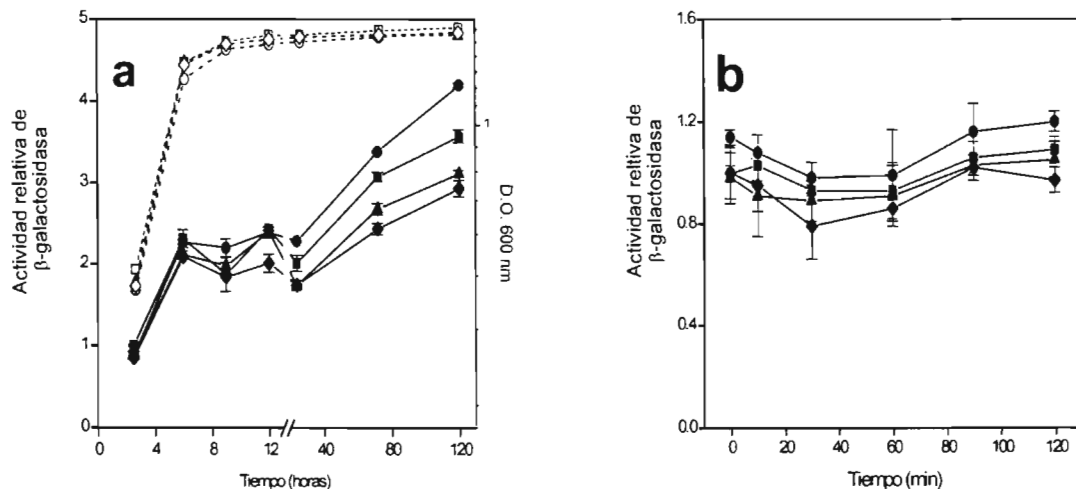 a
5
4
3
2
1
0
Actividad relativa de
β-galactosidasa
0 4 8 12 40 80 120
Tiempo (horas)
1
D.O. 600 nm
b
1.6
1.2
0.8
0.4
0.0
Actividad reltiva de
β-galactosidasa
0 20 40 60 80 100 120
Tiempo (min)